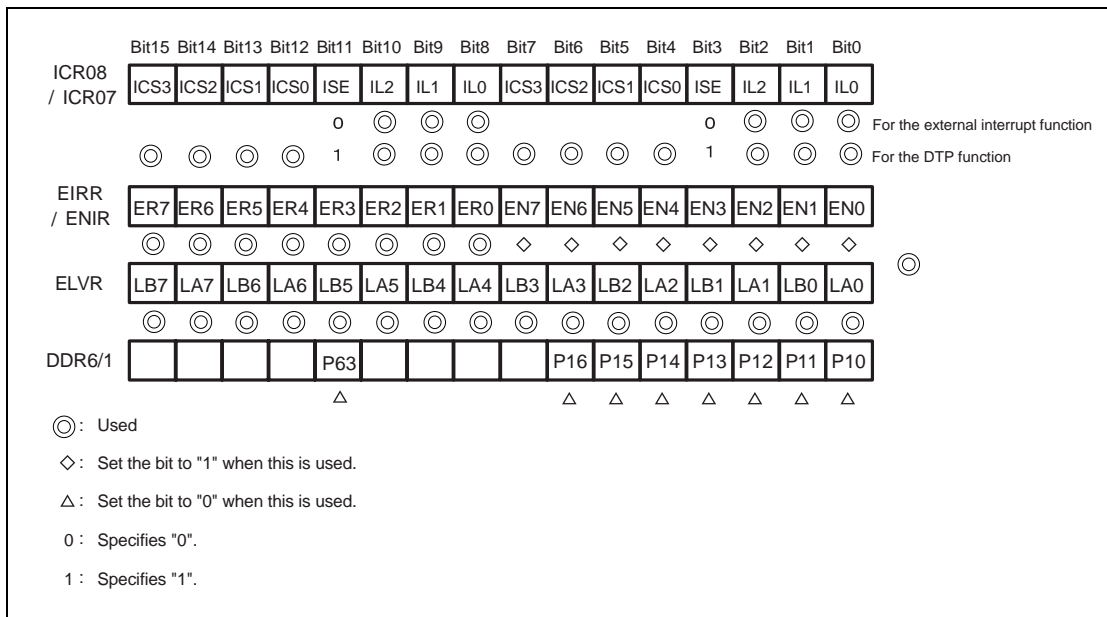 Bit15 Bit14 Bit13 Bit12 Bit11 Bit10 Bit9 Bit8 Bit7 Bit6 Bit5 Bit4 Bit3 Bit2 Bit1 Bit0
ICR08
/ ICR07
ICS3 ICS2 ICS1 ICS0 ISE IL2 IL1 IL0 ICS3 ICS2 ICS1 ICS0 ISE IL2 IL1 IL0
0 ◎ ◎ ◎ 0 ◎ ◎ ◎ For the external interrupt function
◎ ◎ ◎ ◎ 1 ◎ ◎ ◎ ◎ ◎ ◎ ◎ 1 ◎ ◎ ◎ For the DTP function
EIRR
/ ENIR
ER7 ER6 ER5 ER4 ER3 ER2 ER1 ER0 EN7 EN6 EN5 EN4 EN3 EN2 EN1 EN0
◎ ◎ ◎ ◎ ◎ ◎ ◎ ◎ ◇ ◇ ◇ ◇ ◇ ◇ ◇ ◇
◎
ELVR LB7 LA7 LB6 LA6 LB5 LA5 LB4 LA4 LB3 LA3 LB2 LA2 LB1 LA1 LB0 LA0
◎ ◎ ◎ ◎ ◎ ◎ ◎ ◎ ◎ ◎ ◎ ◎ ◎ ◎ ◎ ◎
DDR6/1 P63 P16 P15 P14 P13 P12 P11 P10
△ △ △ △ △ △ △ △
◎ : Used
◇ : Set the bit to "1" when this is used.
△ : Set the bit to "0" when this is used.
0 : Specifies "0".
1 : Specifies "1".